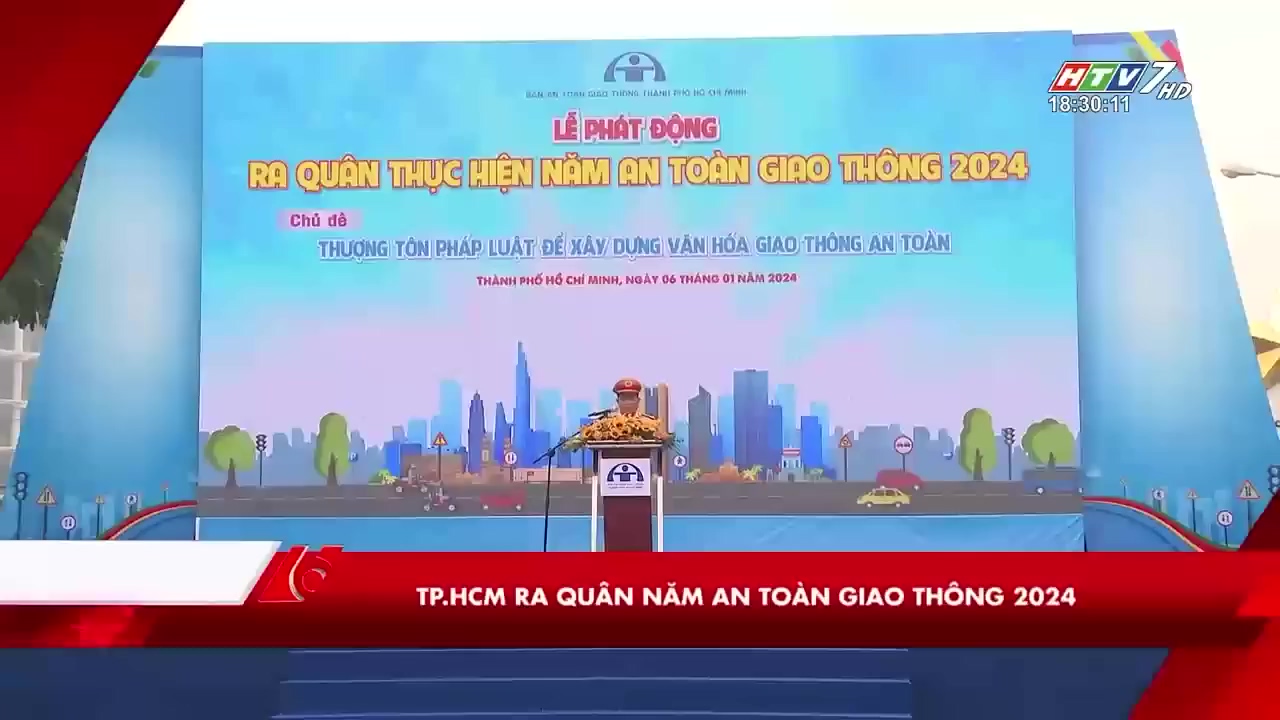 HTV7 HD
18:30:11
BAN AN TOÀN GIAO THÔNG THÀNH PHỐ HỒ CHÍ MINH
LỄ PHÁT ĐỘNG
RA QUÂN THỰC HIỆN NĂM AN TOÀN GIAO THÔNG 2024
Chủ đề
THƯỢNG TÔN PHÁP LUẬT ĐỂ XÂY DỰNG VĂN HÓA GIAO THÔNG AN TOÀN
THÀNH PHỐ HỒ CHÍ MINH, NGÀY 06 THÁNG 01 NĂM 2024
TP.HCM RA QUÂN NĂM AN TOÀN GIAO THÔNG 2024